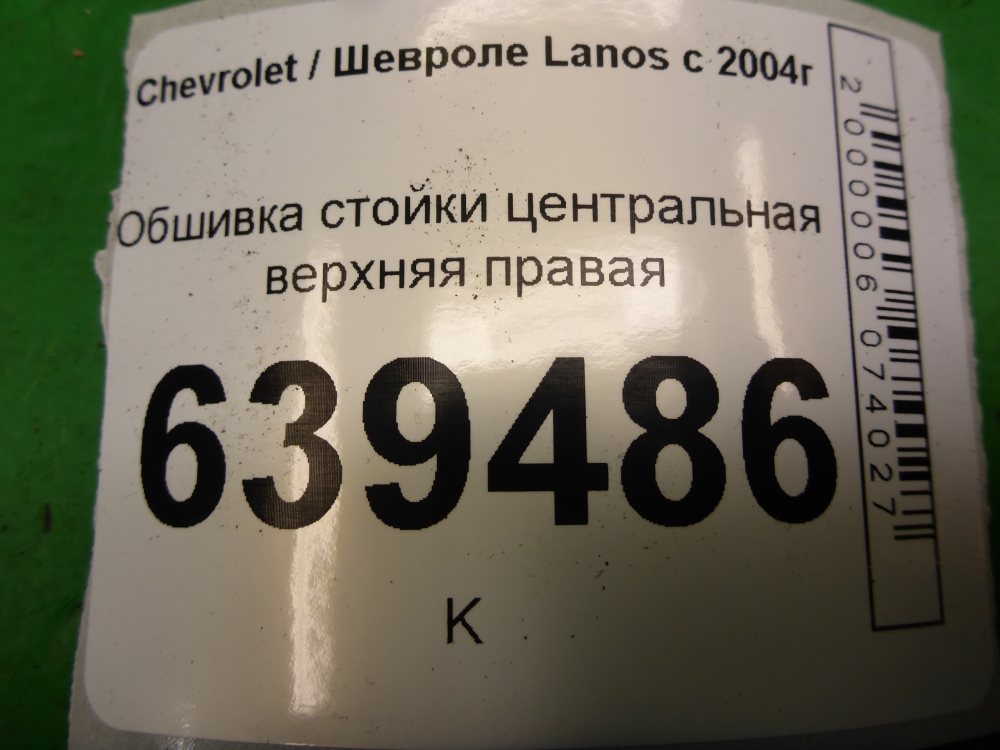 Chevrolet / Шевроле Lanos с 2004г
Обшивка стойки центральная
верхняя правая
639486
К
2000006074027